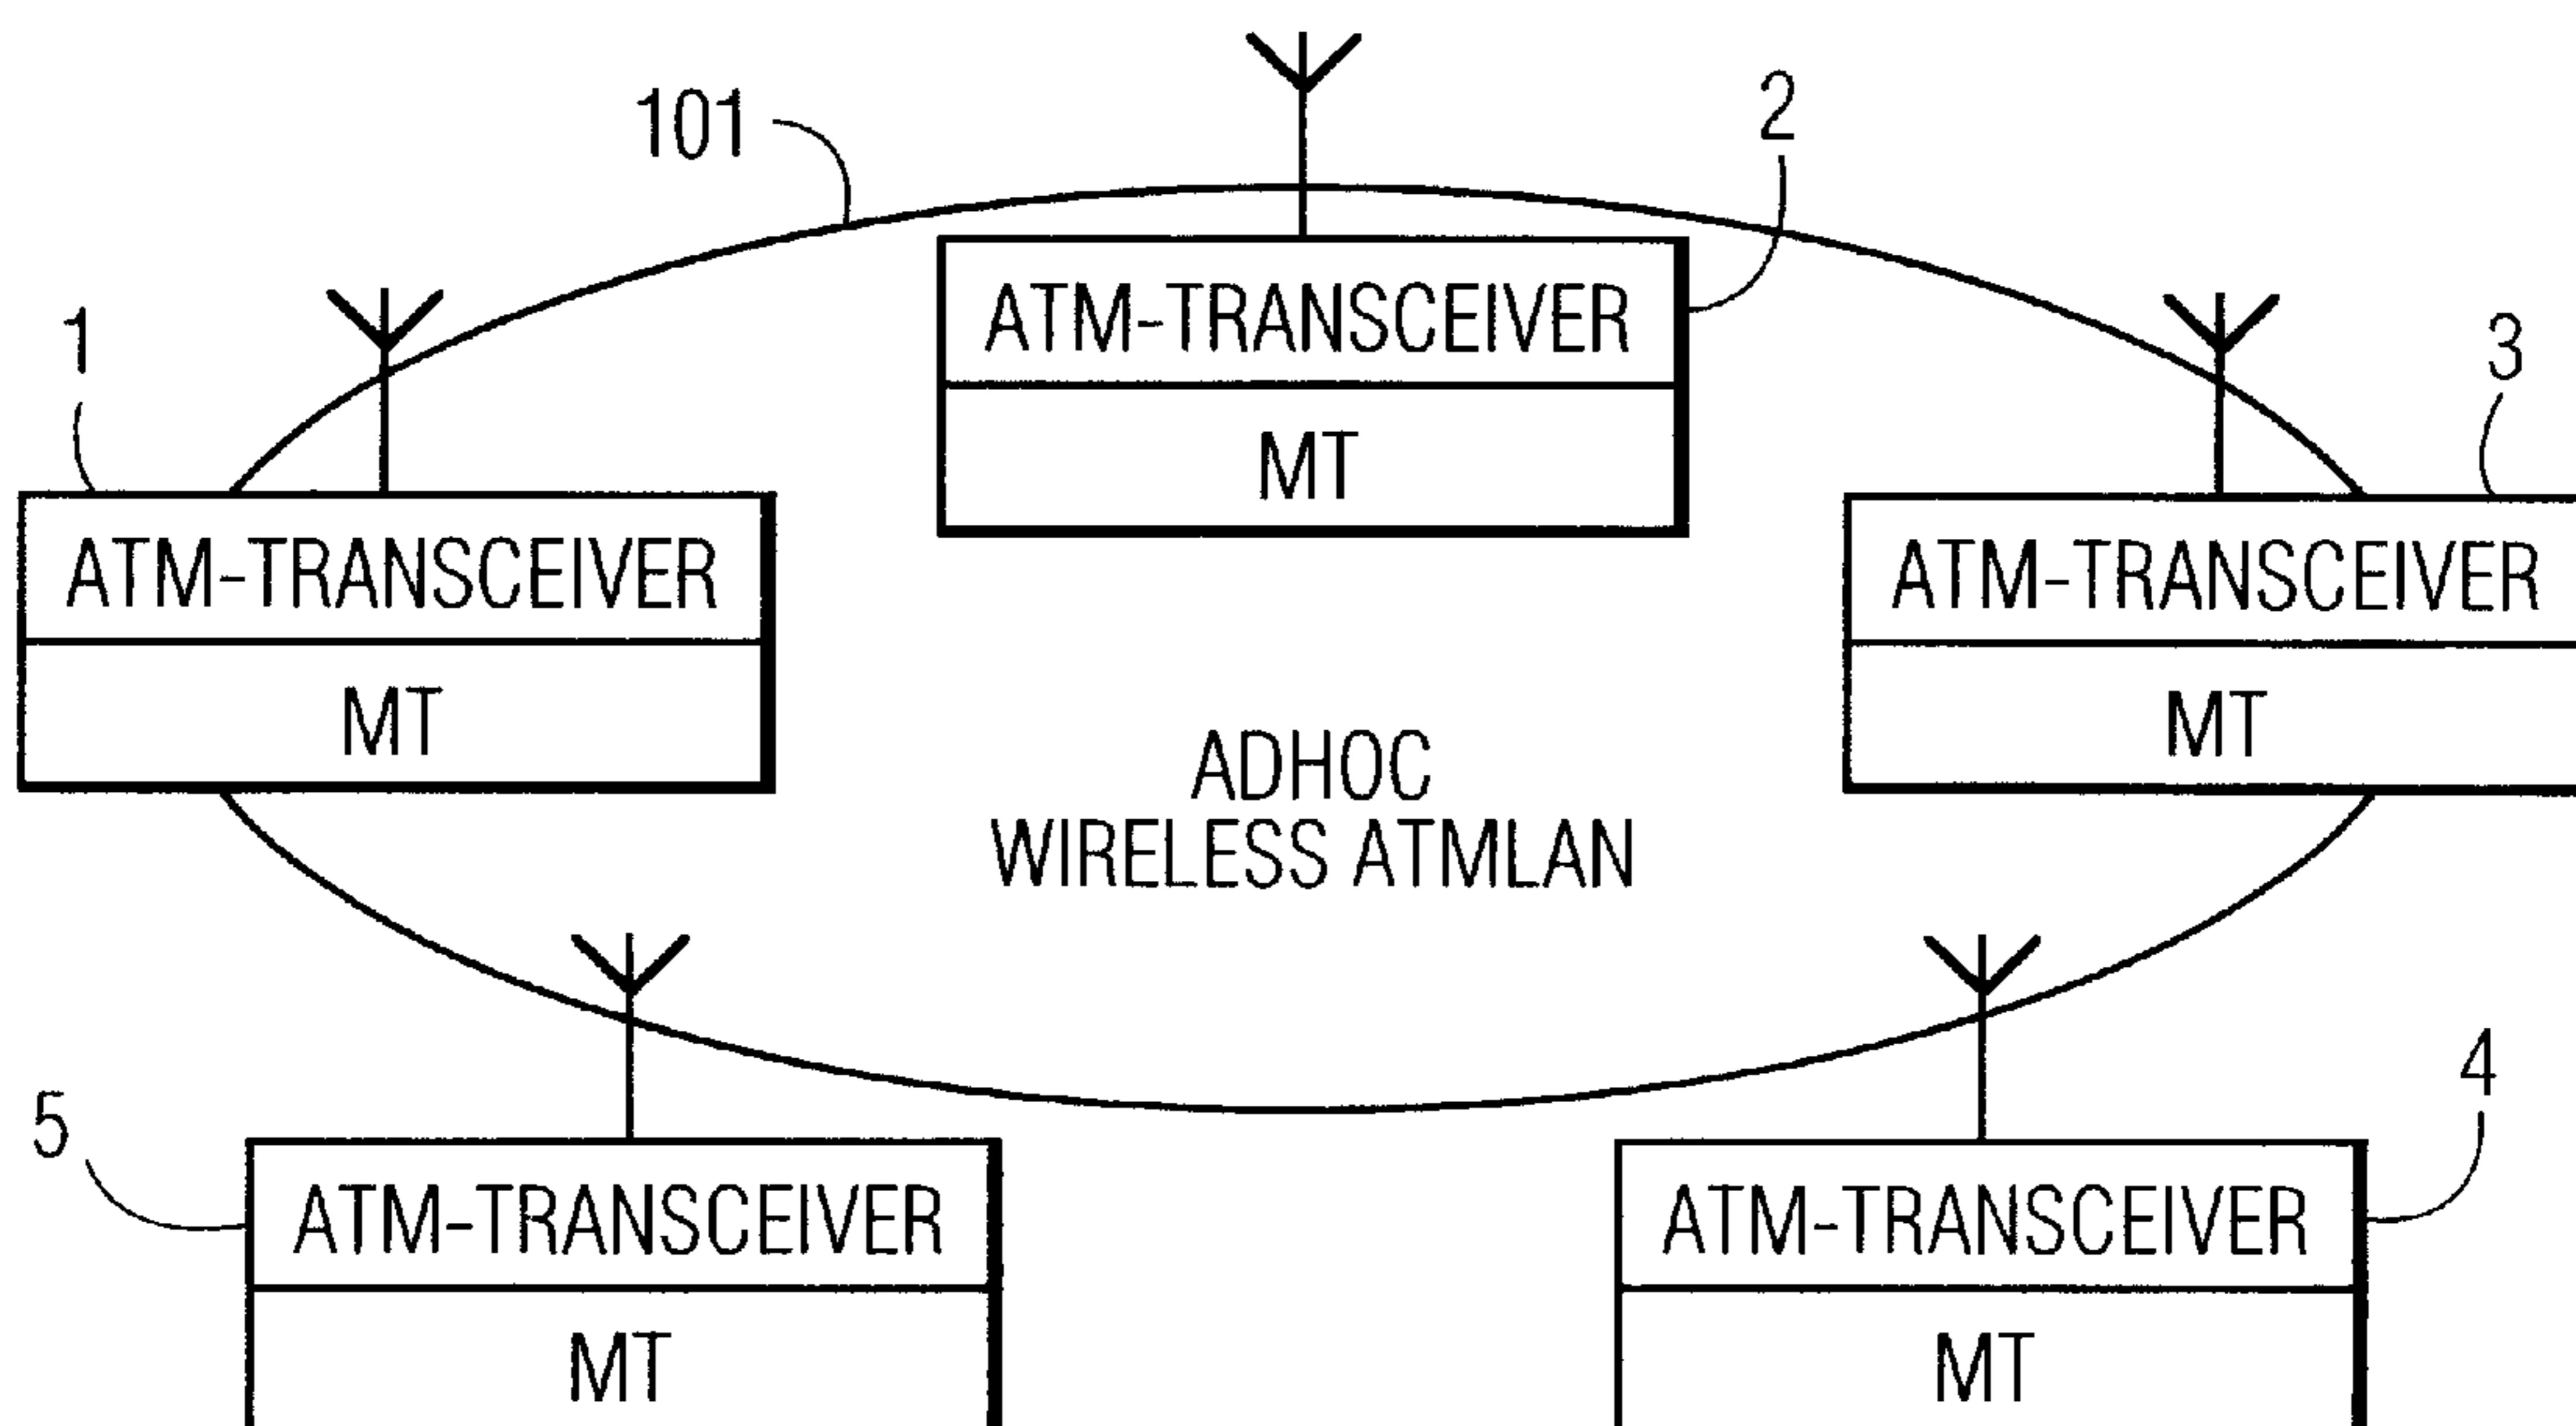 101
2
ATM-TRANSCEIVER
MT
1
ATM-TRANSCEIVER
MT
3
ATM-TRANSCEIVER
MT
ADHOC
WIRELESS ATMLAN
5
ATM-TRANSCEIVER
MT
4
ATM-TRANSCEIVER
MT